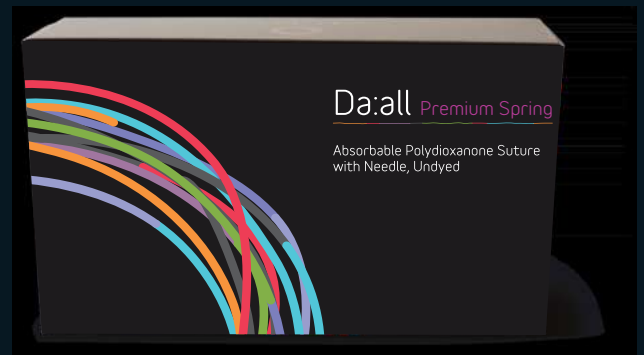 Da:all Premium Spring
Absorbable Polydioxanone Suture
with Needle, Undyed